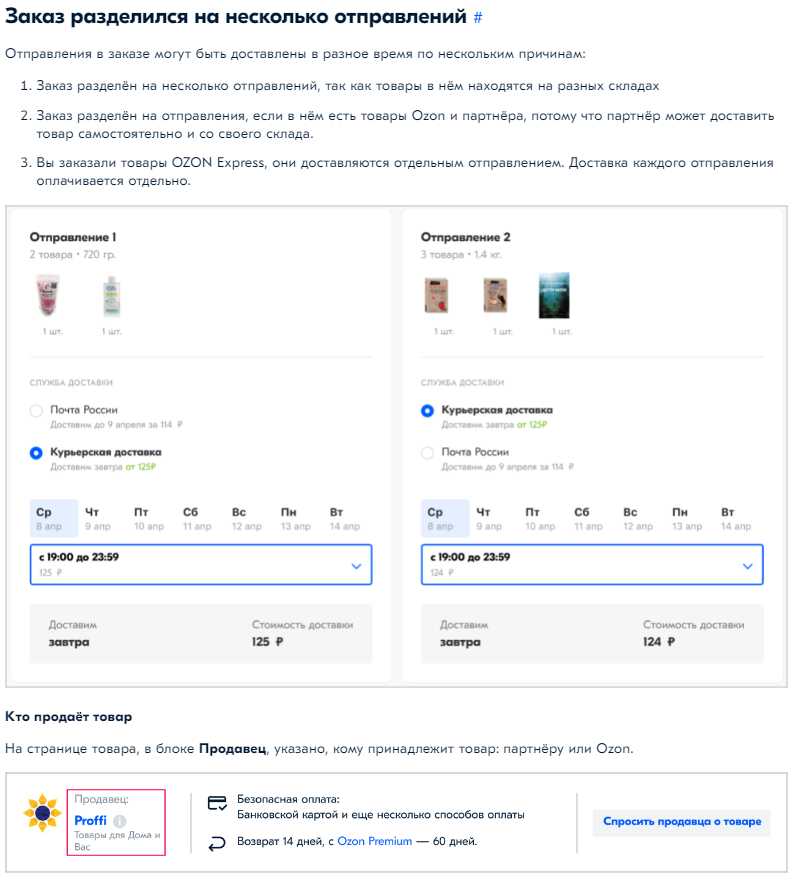 Заказ разделился на несколько отправлений #
Отправления в заказе могут быть доставлены в разное время по нескольким причинам:
1. Заказ разделён на несколько отправлений, так как товары в нём находятся на разных складах
2. Заказ разделён на отправления, если в нём есть товары Ozon и партнёра, потому что партнёр может доставить
товар самостоятельно и со своего склада.
3. Вы заказали товары OZON Express, они доставляются отдельным отправлением. Доставка каждого отправления
оплачивается отдельно.
Отправление 1
2 товара • 720 гр.
1 шт. 1 шт.
СЛУЖБА ДОСТАВКИ
Почта России
Доставим до 9 апреля за 114 ₽
Курьерская доставка
Доставим завтра от 125₽
Ср Чт Пт Сб Вс Пн Вт
8 апр 9 апр 10 апр 11 апр 12 апр 13 апр 14 апр
с 19:00 до 23:59
125 ₽
Доставим Стоимость доставки
завтра 125 ₽
Отправление 2
3 товара • 1.4 кг.
1 шт. 1 шт. 1 шт.
СЛУЖБА ДОСТАВКИ
Курьерская доставка
Доставим завтра от 125₽
Почта России
Доставим до 9 апреля за 114 ₽
Ср Чт Пт Сб Вс Пн Вт
8 апр 9 апр 10 апр 11 апр 12 апр 13 апр 14 апр
с 19:00 до 23:59
124 ₽
Доставим Стоимость доставки
завтра 124 ₽
Кто продаёт товар
На странице товара, в блоке Продавец, указано, кому принадлежит товар: партнёру или Ozon.
Продавец:
Proffi
Товары для Дома и
Вас
Безопасная оплата:
Банковской картой и еще несколько способов оплаты
Возврат 14 дней, с Ozon Premium — 60 дней.
Спросить продавца о товаре